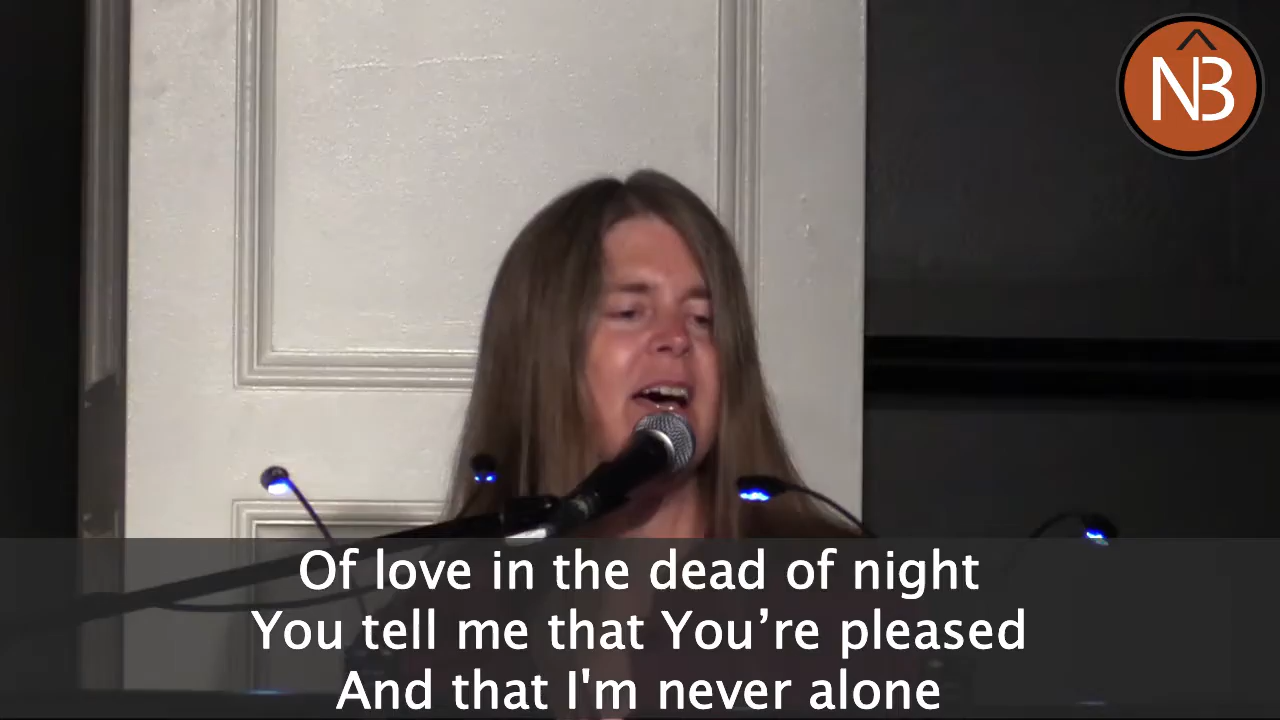 NB
Of love in the dead of night
You tell me that You’re pleased
And that I'm never alone